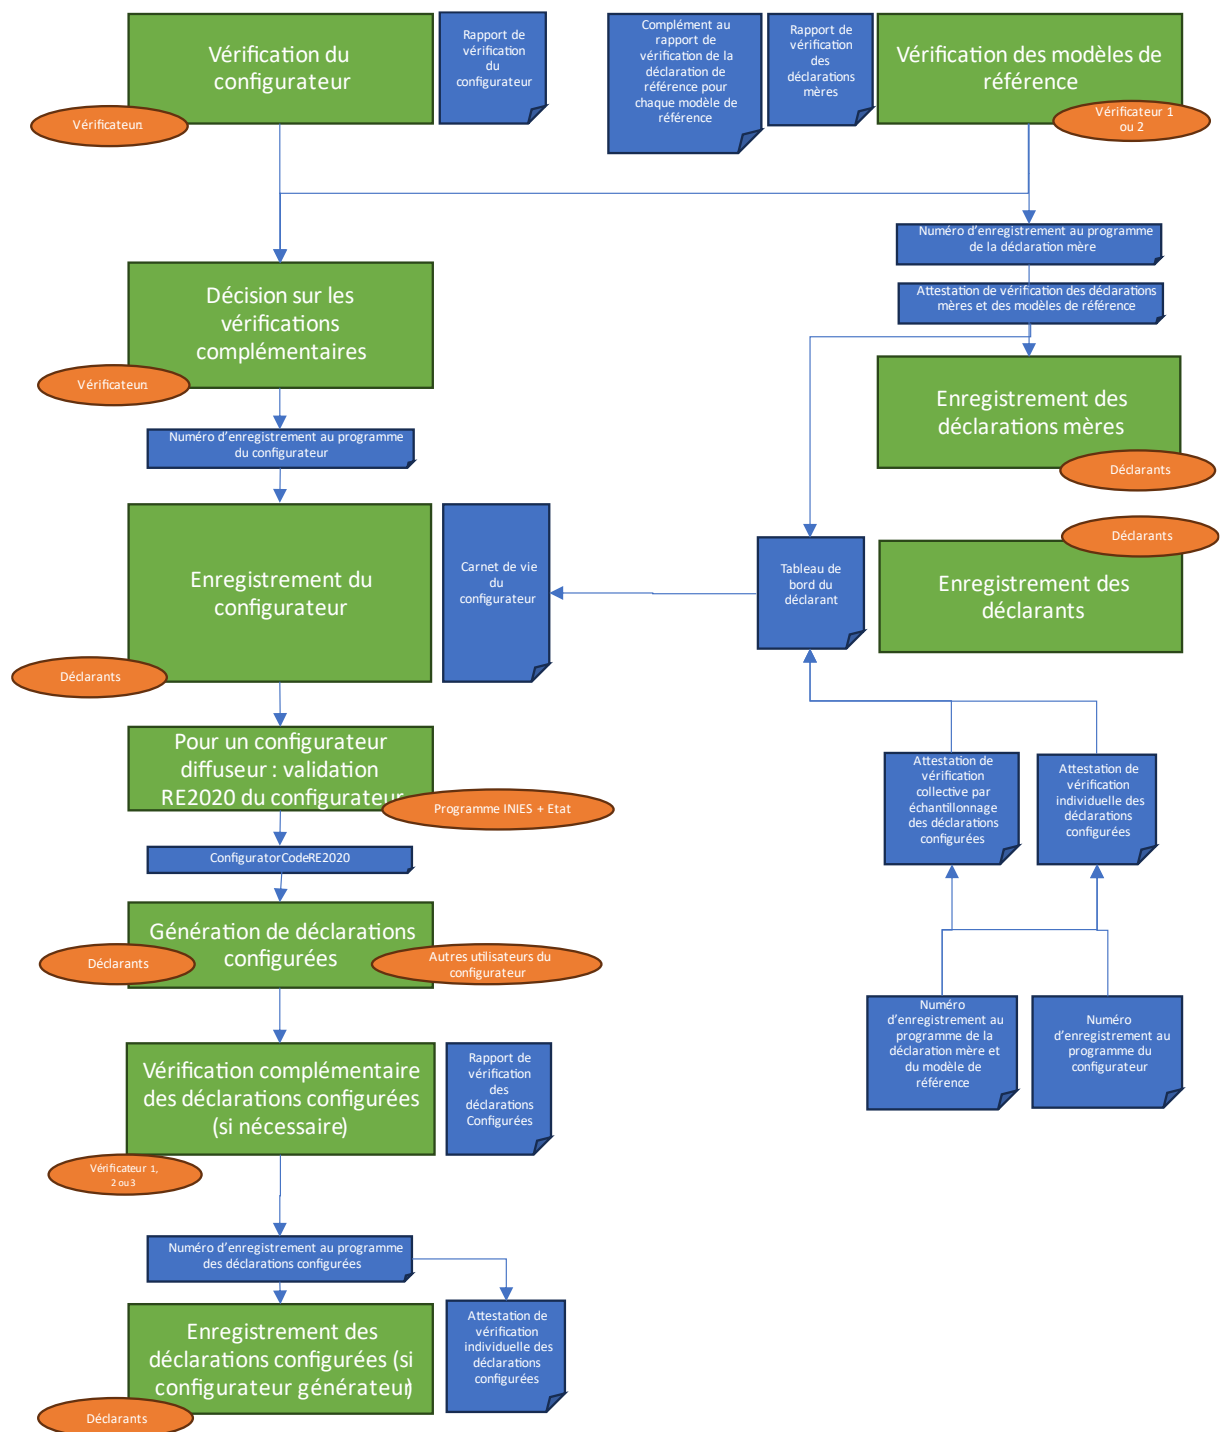 Vérification du
configurateur
Vérificateur1
Rapport de
vérification
du
configurateur
Complément au
rapport de
vérification de la
déclaration de
référence pour
chaque modèle de
référence
Rapport de
vérification
des
déclarations
mères
Vérification des modèles de
référence
Vérificateur 1
ou 2
Numéro d'enregistrement au programme
de la déclaration mère
Attestation de vérification des déclarations
mères et des modèles de référence
Décision sur les
vérifications
complémentaires
Vérificateur1
Numéro d'enregistrement au programme
du configurateur
Enregistrement des
déclarations mères
Déclarants
Enregistrement du
configurateur
Déclarants
Carnet de vie
du
configurateur
Tableau de
bord du
déclarant
Déclarants
Enregistrement des
déclarants
Pour un configurateur
diffuseur : validation
RE2020 du configurateur
Programme INIES + Etat
ConfiguratorCodeRE2020
Attestation de
vérification
collective par
échantillonnage
des déclarations
configurées
Attestation de
vérification
individuelle des
déclarations
configurées
Génération de déclarations
configurées
Déclarants
Autres utilisateurs du
configurateur
Numéro
d'enregistrement au
programme de la
déclaration mère et
du modèle de
référence
Numéro
d'enregistrement au
programme du
configurateur
Vérification complémentaire
des déclarations configurées
(si nécessaire)
Vérificateur 1,
2 ou 3
Rapport de
vérification
des
déclarations
Configurées
Numéro d'enregistrement au programme
des déclarations configurées
Enregistrement des
déclarations configurées (si
configurateur générateur)
Déclarants
Attestation de
vérification
individuelle des
déclarations
configurées